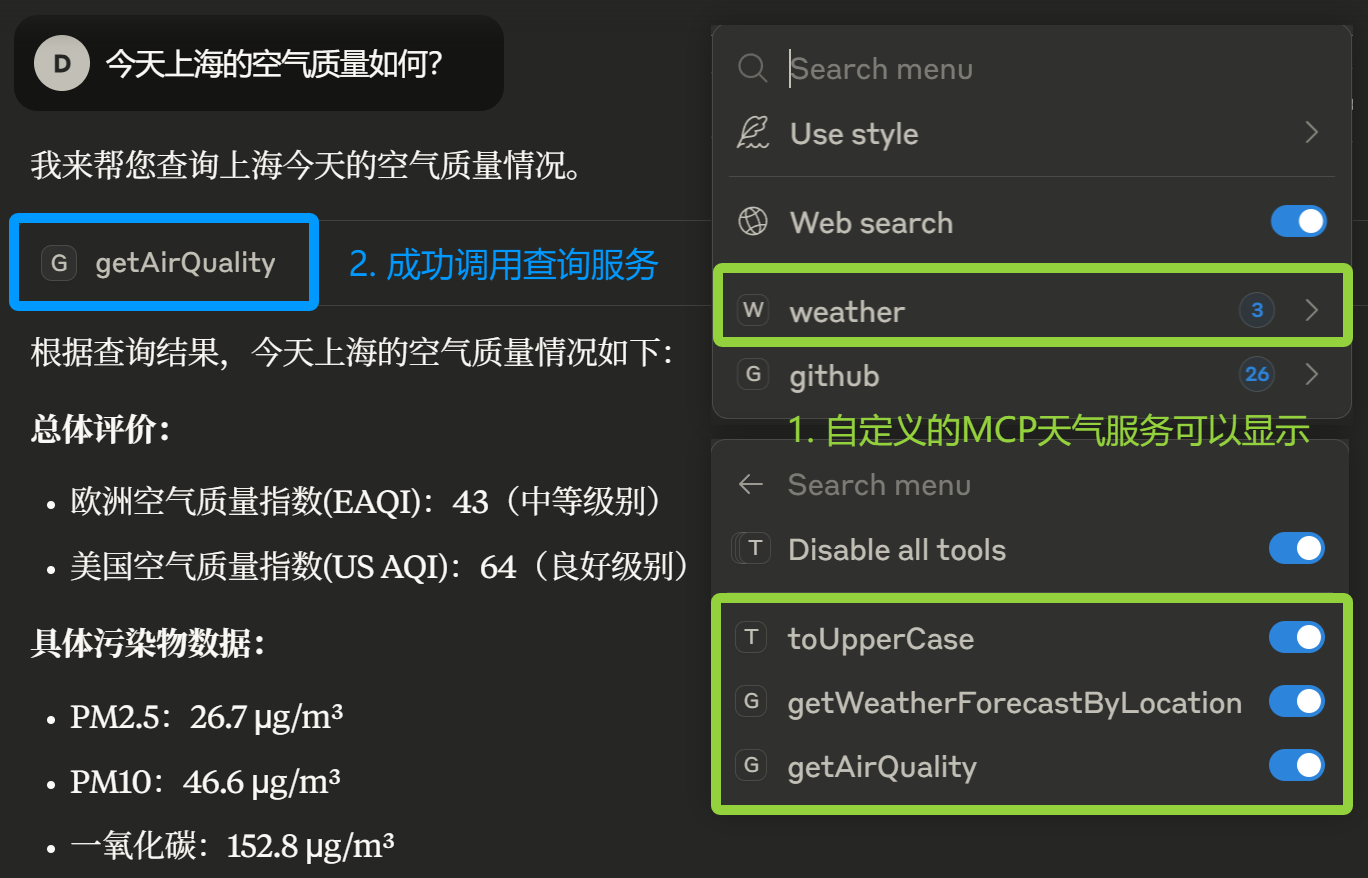 D 今天上海的空气质量如何?
我来帮您查询上海今天的空气质量情况。
G getAirQuality
2. 成功调用查询服务
根据查询结果，今天上海的空气质量情况如下：
总体评价：
• 欧洲空气质量指数(EAQI)：43（中等级别）
• 美国空气质量指数(US AQI)：64（良好级别）
具体污染物数据：
• PM2.5：26.7 μg/m³
• PM10：46.6 μg/m³
• 一氧化碳：152.8 μg/m³
Search menu
Use style
Web search
W weather 3
G github 26
1. 自定义的MCP天气服务可以显示
Search menu
T Disable all tools
T toUpperCase
G getWeatherForecastByLocation
G getAirQuality